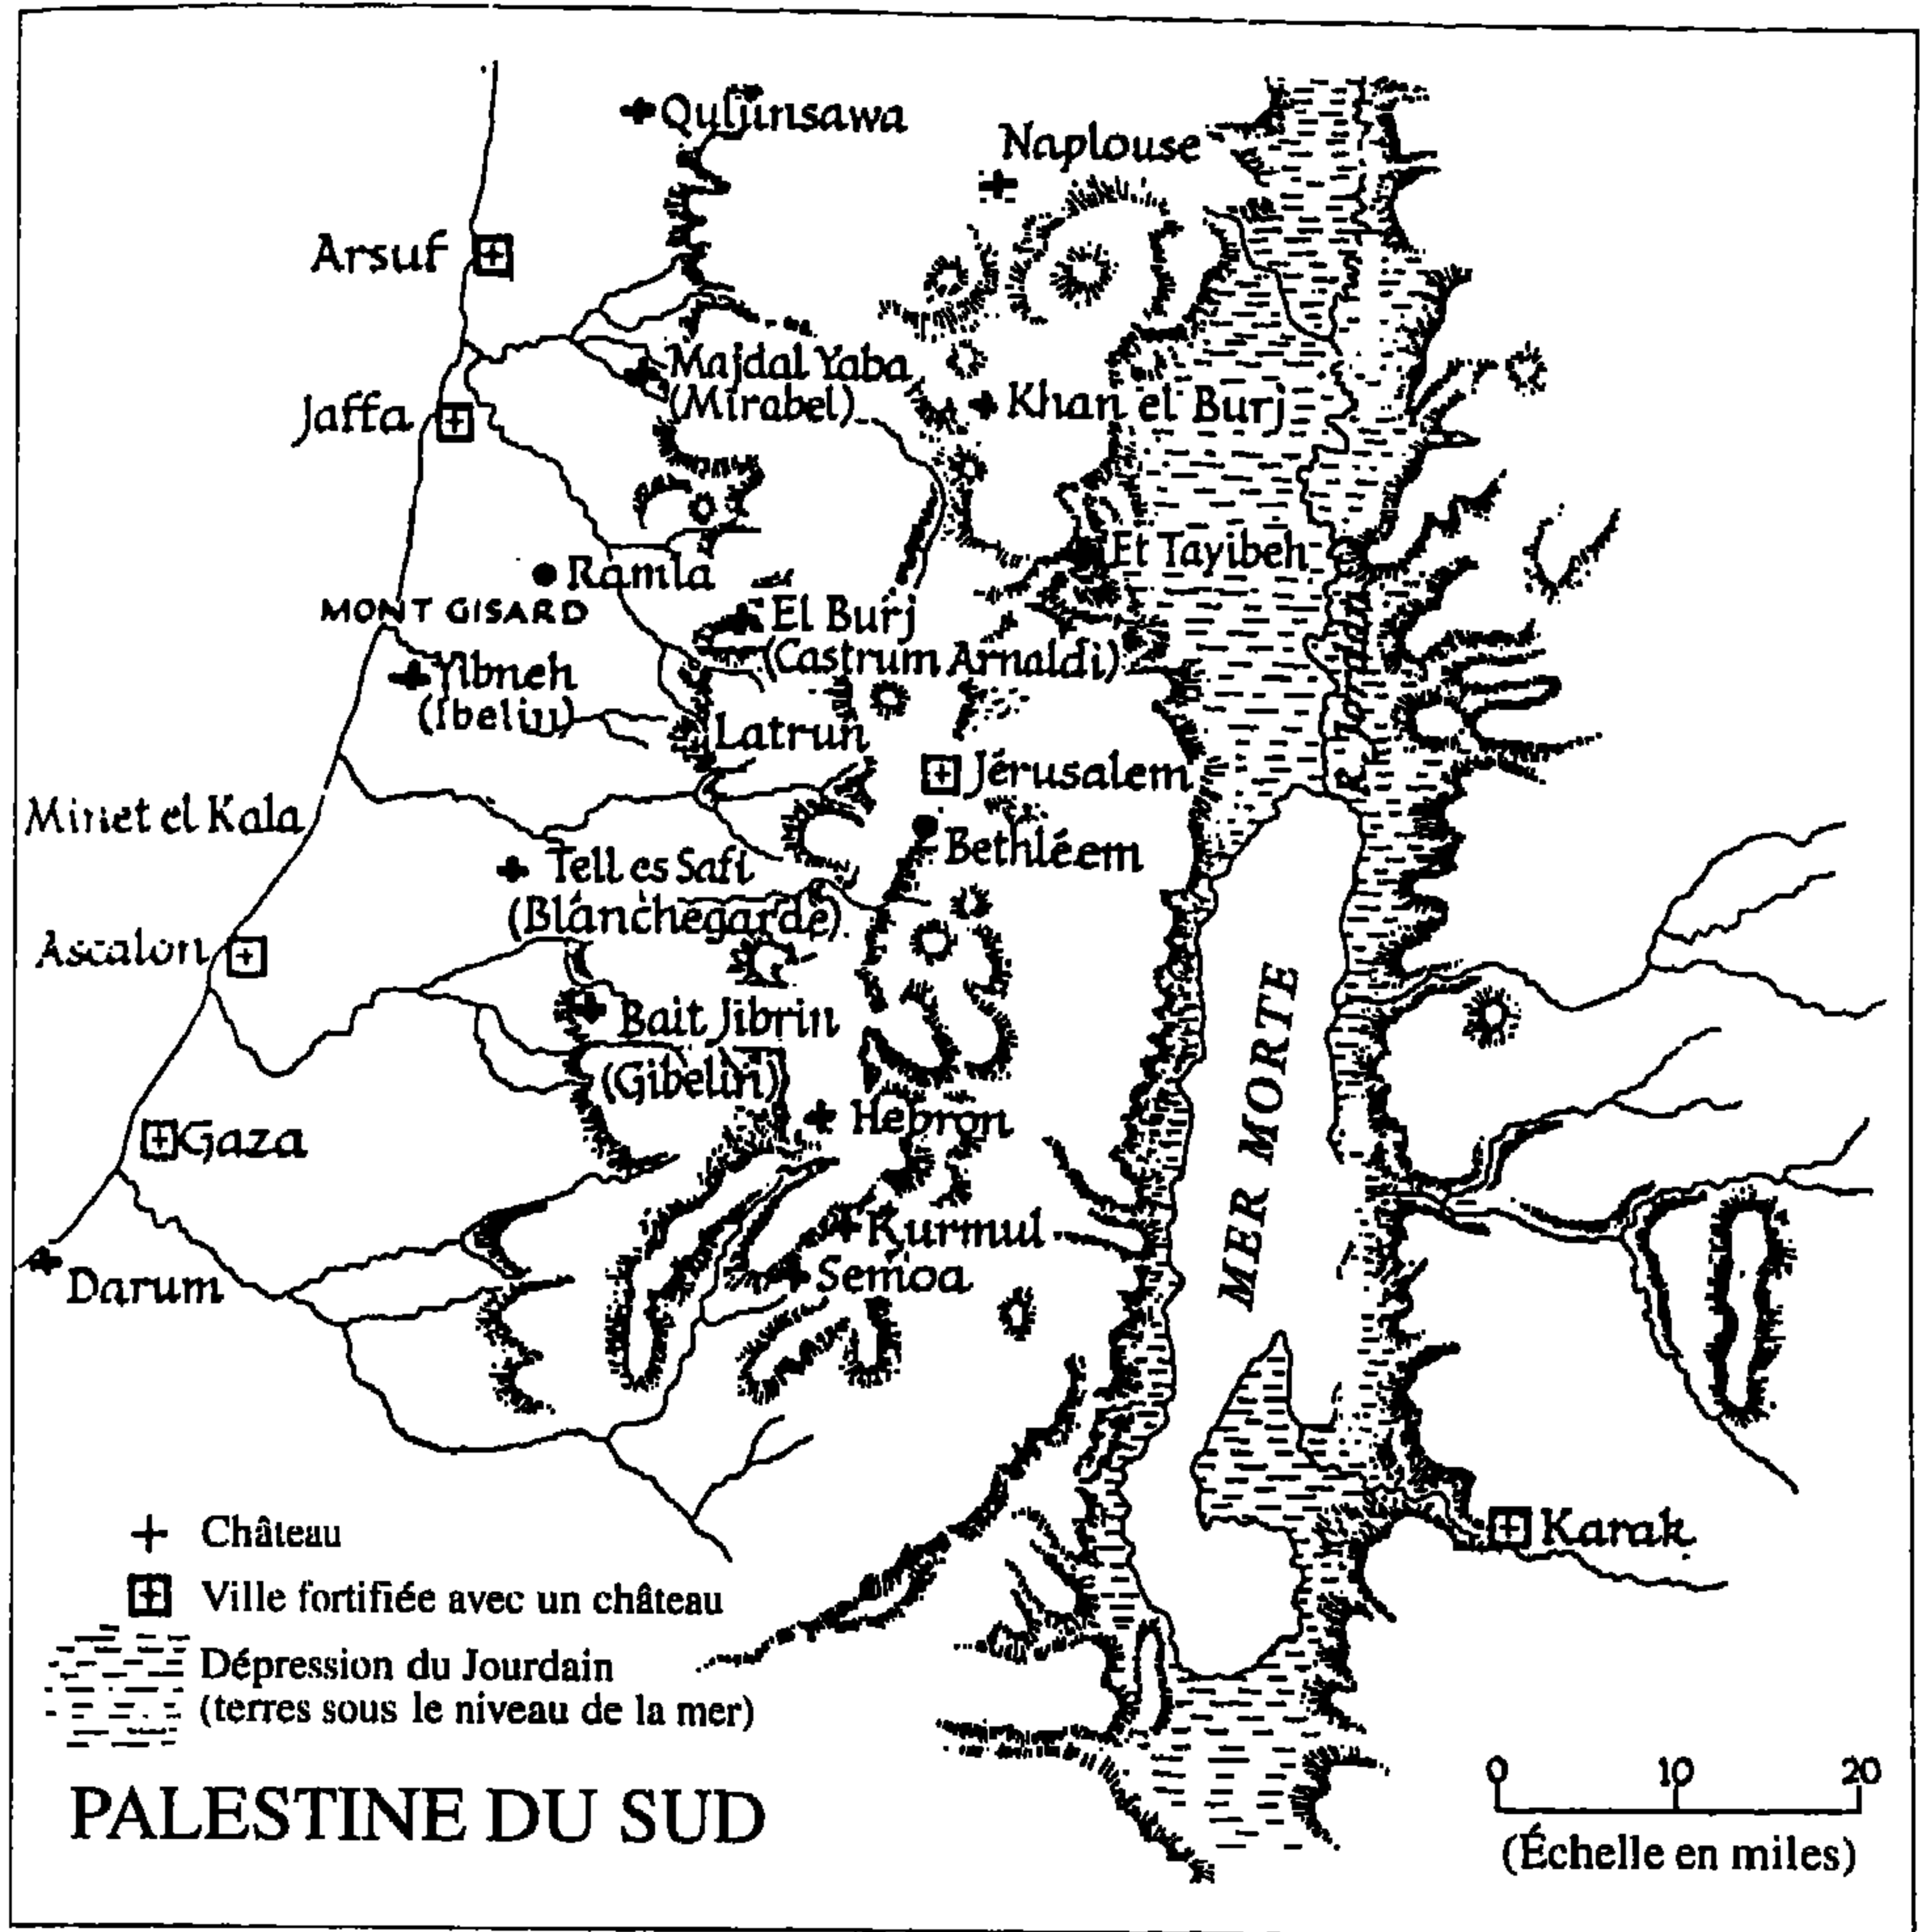 Quljunsawa
Naplouse
Arsuf
Majdal Yaba
(Mirabel)
Khan el Burj
Jaffa
Et Tayibeh
Ramla
MONT GISARD
El Burj
(Castrum Arnaldi)
Yibneh
(Ibelin)
R. Jourdain
Latrun
Jérusalem
Minet el Kala
Bethléem
Tell es Safi
(Blanchegarde)
Ascalon
Bait Jibrin
(Gibelin)
MER MORTE
Hebron
Gaza
Kurmul
Semoa
Darum
Karak
Château
Ville fortifiée avec un château
Dépression du Jourdain
(terres sous le niveau de la mer)
PALESTINE DU SUD
0 10 20
(Échelle en miles)